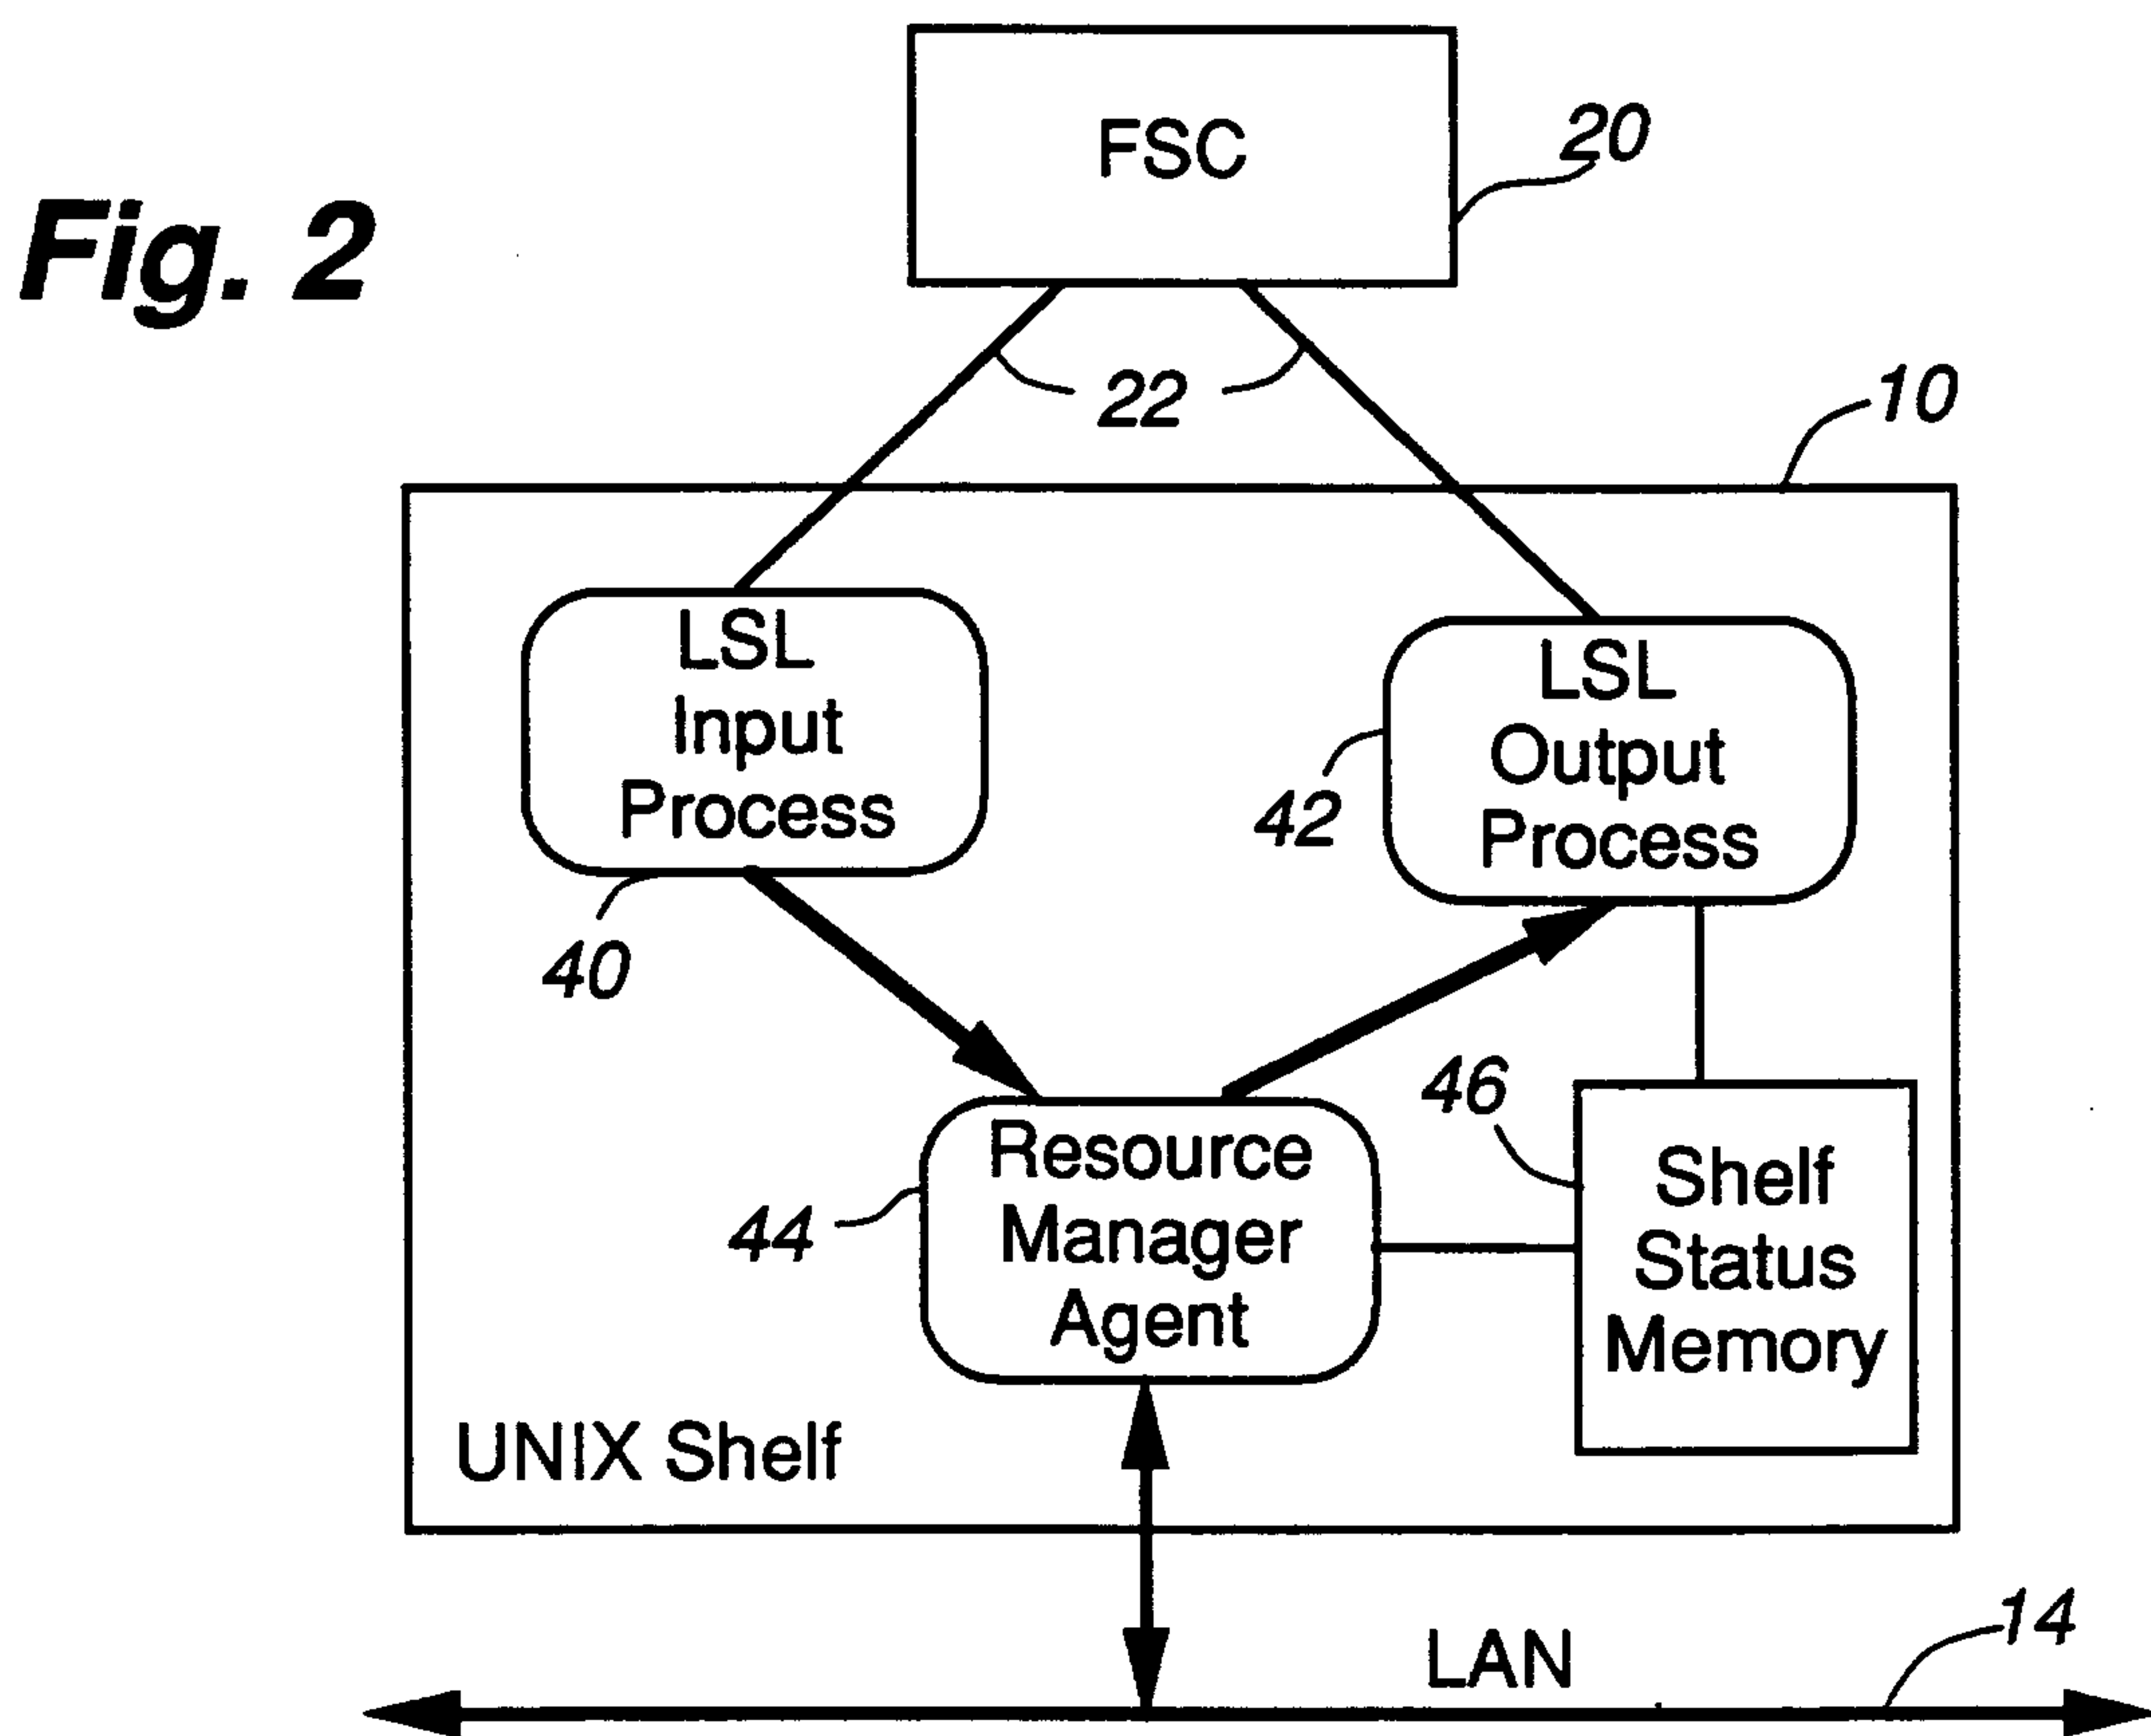 Fig. 2
FSC
20
22
10
LSL
Input
Process
40
LSL
Output
Process
42
Resource
Manager
Agent
44
46
Shelf
Status
Memory
UNIX Shelf
LAN
14